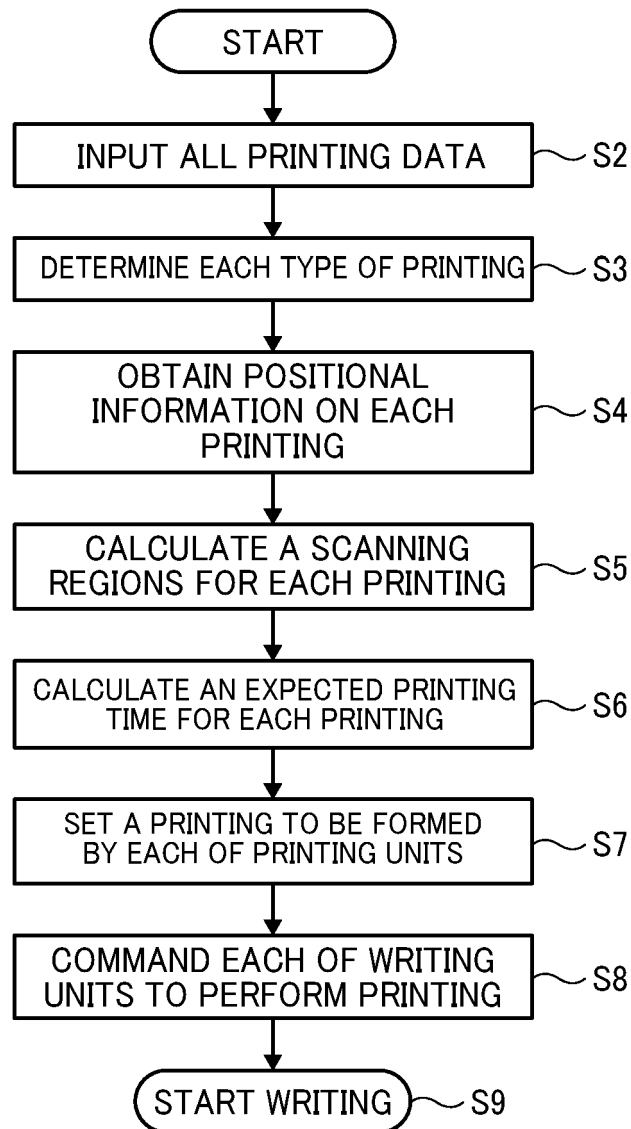 START
INPUT ALL PRINTING DATA
S2
DETERMINE EACH TYPE OF PRINTING
S3
OBTAIN POSITIONAL
INFORMATION ON EACH
PRINTING
S4
CALCULATE A SCANNING
REGIONS FOR EACH PRINTING
S5
CALCULATE AN EXPECTED PRINTING
TIME FOR EACH PRINTING
S6
SET A PRINTING TO BE FORMED
BY EACH OF PRINTING UNITS
S7
COMMAND EACH OF WRITING
UNITS TO PERFORM PRINTING
S8
START WRITING
S9